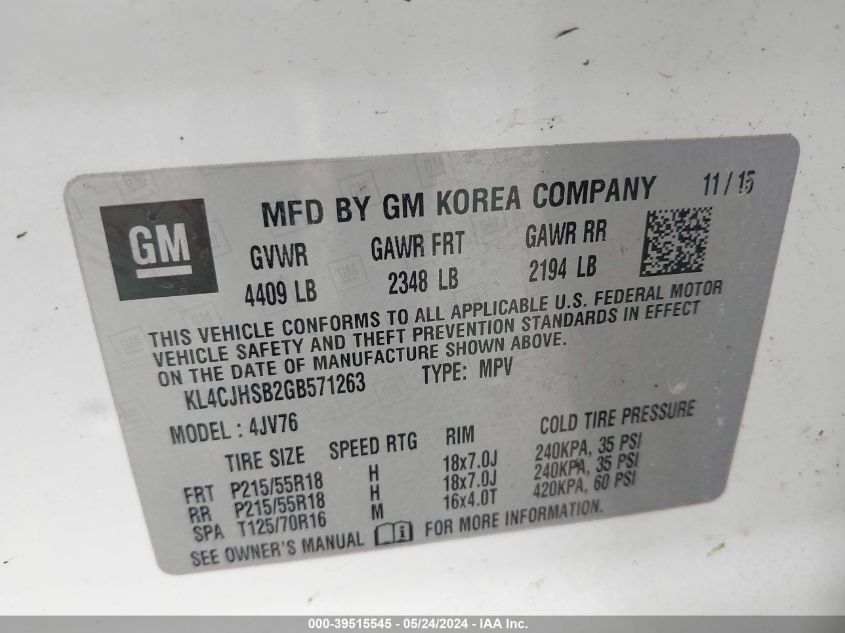 GM
MFD BY GM KOREA COMPANY 11/15
GVWR GAWR FRT GAWR RR
4409 LB 2348 LB 2194 LB
THIS VEHICLE CONFORMS TO ALL APPLICABLE U.S. FEDERAL MOTOR
VEHICLE SAFETY AND THEFT PREVENTION STANDARDS IN EFFECT
ON THE DATE OF MANUFACTURE SHOWN ABOVE.
KL4CJHSB2GB571263 TYPE: MPV
MODEL: 4JV76
TIRE SIZE SPEED RTG RIM COLD TIRE PRESSURE
FRT P215/55R18 H 18x7.0J 240KPA, 35 PSI
RR P215/55R18 H 18x7.0J 240KPA, 35 PSI
SPA T125/70R16 M 16x4.0T 420KPA, 60 PSI
SEE OWNER'S MANUAL FOR MORE INFORMATION.
000-39515545 - 05/24/2024 - IAA Inc.